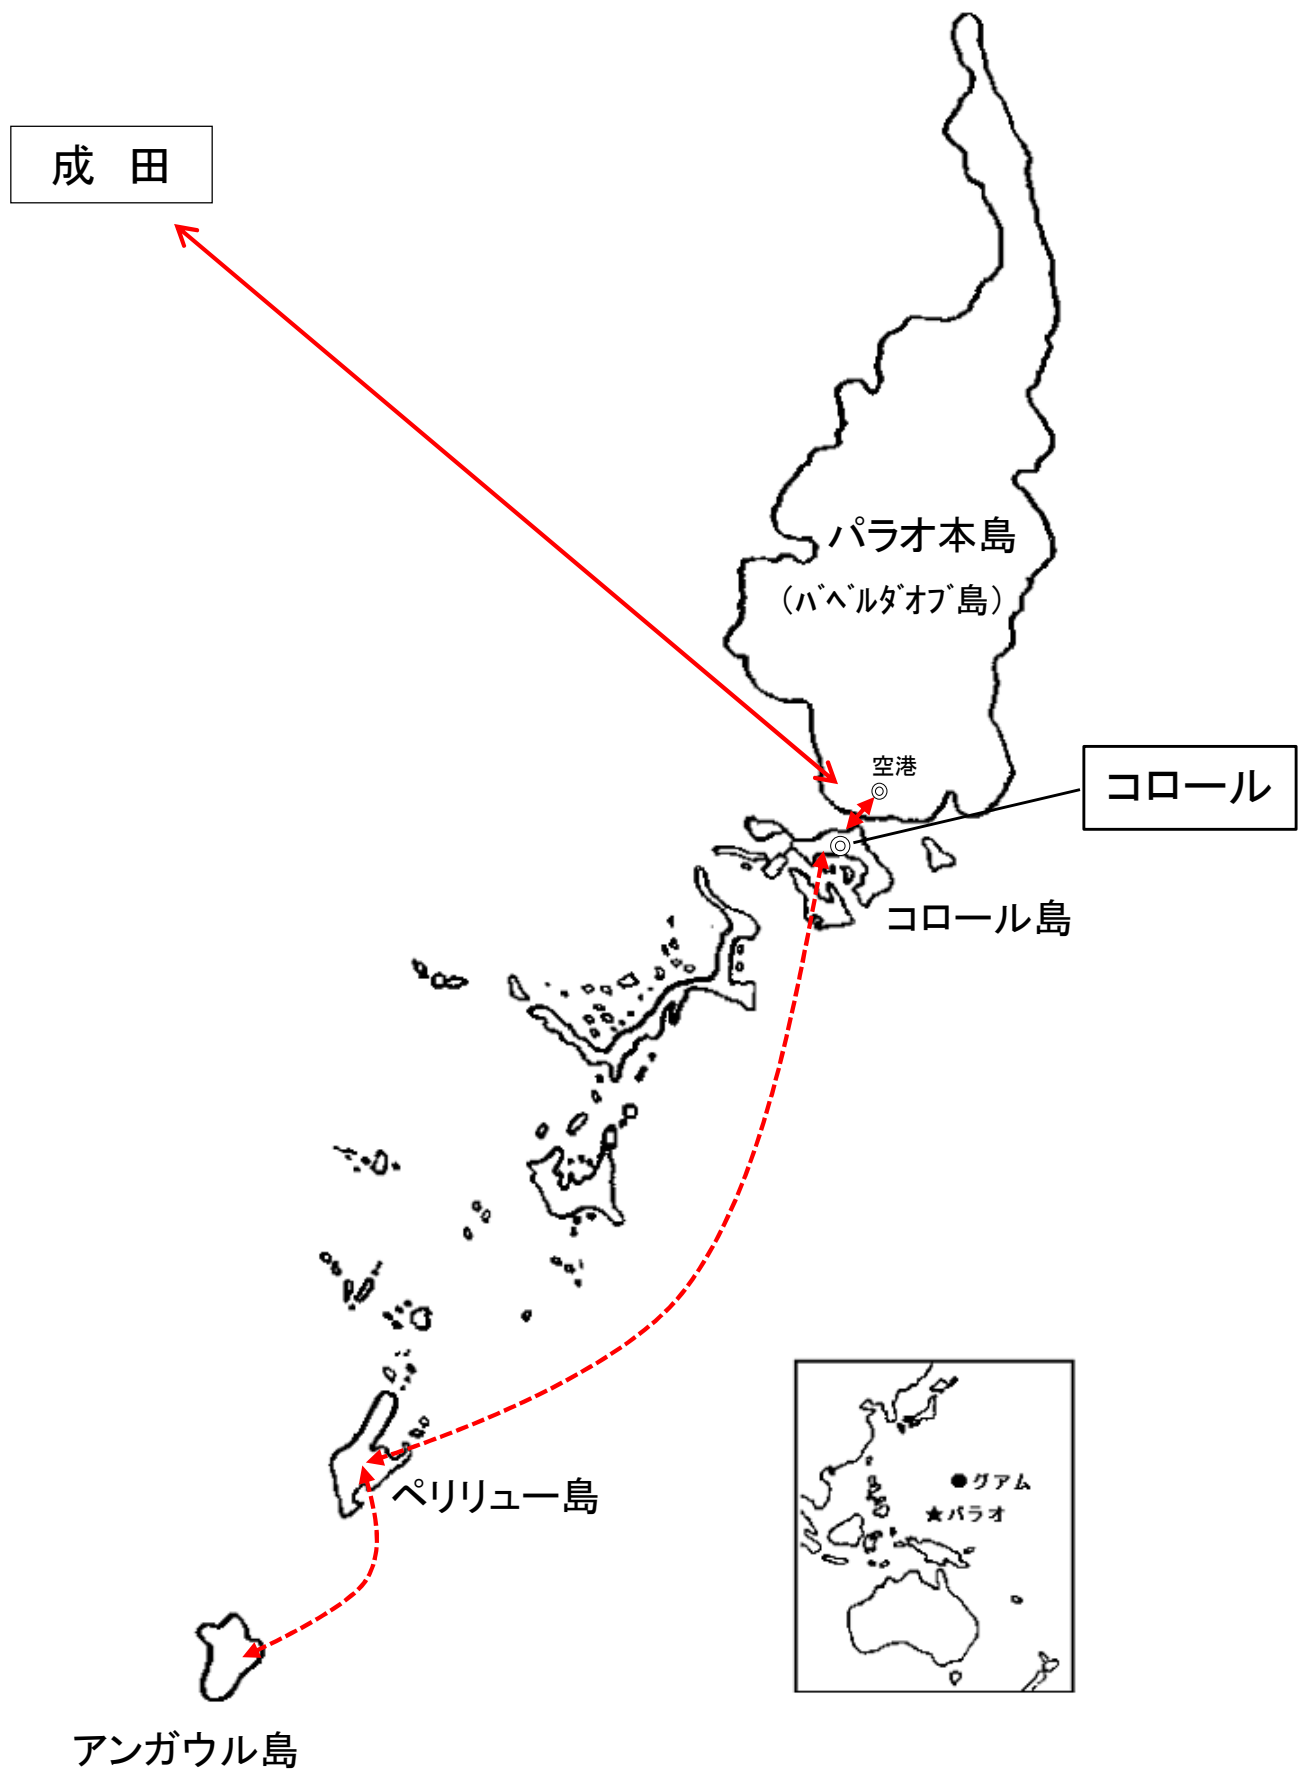 成　田
パラオ本島
（ﾊﾞﾍﾞﾙﾀﾞｵﾌﾞ島）
空港
コロール
コロール島
ペリリュー島
グアム
★パラオ
アンガウル島